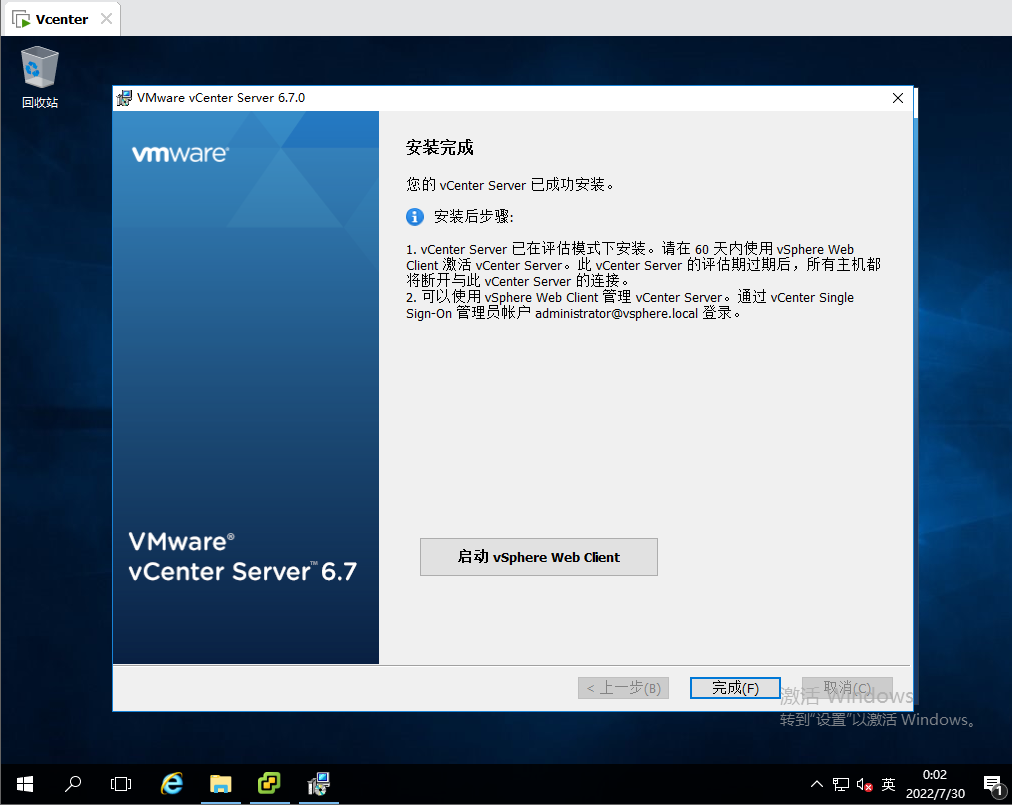 Vcenter
回收站
VMware vCenter Server 6.7.0
vmware®
安装完成
您的 vCenter Server 已成功安装。
安装后步骤:
1. vCenter Server 已在评估模式下安装。请在 60 天内使用 vSphere Web
Client 激活 vCenter Server。此 vCenter Server 的评估期过期后，所有主机都
将断开与此 vCenter Server 的连接。
2. 可以使用 vSphere Web Client 管理 vCenter Server。通过 vCenter Single
Sign-On 管理员帐户 administrator@vsphere.local 登录。
VMware®
vCenter Server™ 6.7
启动 vSphere Web Client
< 上一步(B)
完成(F)
取消(C)
激活 Windows
转到"设置"以激活 Windows。
英
0:02
2022/7/30
1